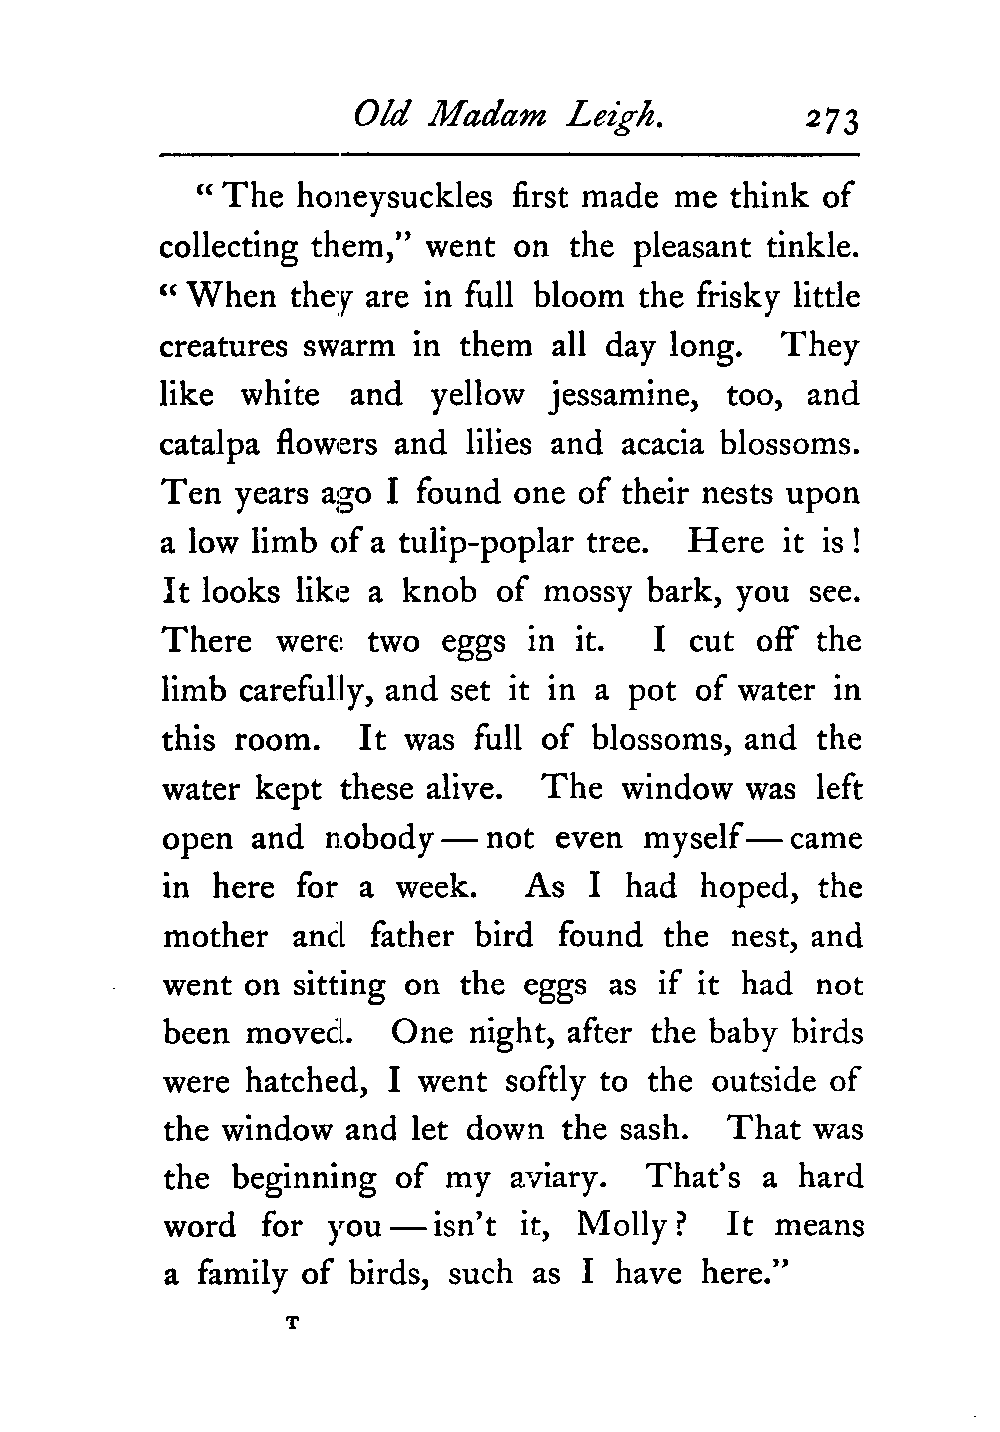 Old Madam Leigh. 273
“The honeysuckles first made me think of
collecting them,” went on the pleasant tinkle.
“When they are in full bloom the frisky little
creatures swarm in them all day long. They
like white and yellow jessamine, too, and
catalpa flowers and lilies and acacia blossoms.
Ten years ago I found one of their nests upon
a low limb of a tulip-poplar tree. Here it is!
It looks like a knob of mossy bark, you see.
There were two eggs in it. I cut off the
limb carefully, and set it in a pot of water in
this room. It was full of blossoms, and the
water kept these alive. The window was left
open and nobody — not even myself — came
in here for a week. As I had hoped, the
mother and father bird found the nest, and
went on sitting on the eggs as if it had not
been moved. One night, after the baby birds
were hatched, I went softly to the outside of
the window and let down the sash. That was
the beginning of my aviary. That’s a hard
word for you — isn’t it, Molly? It means
a family of birds, such as I have here.”
T